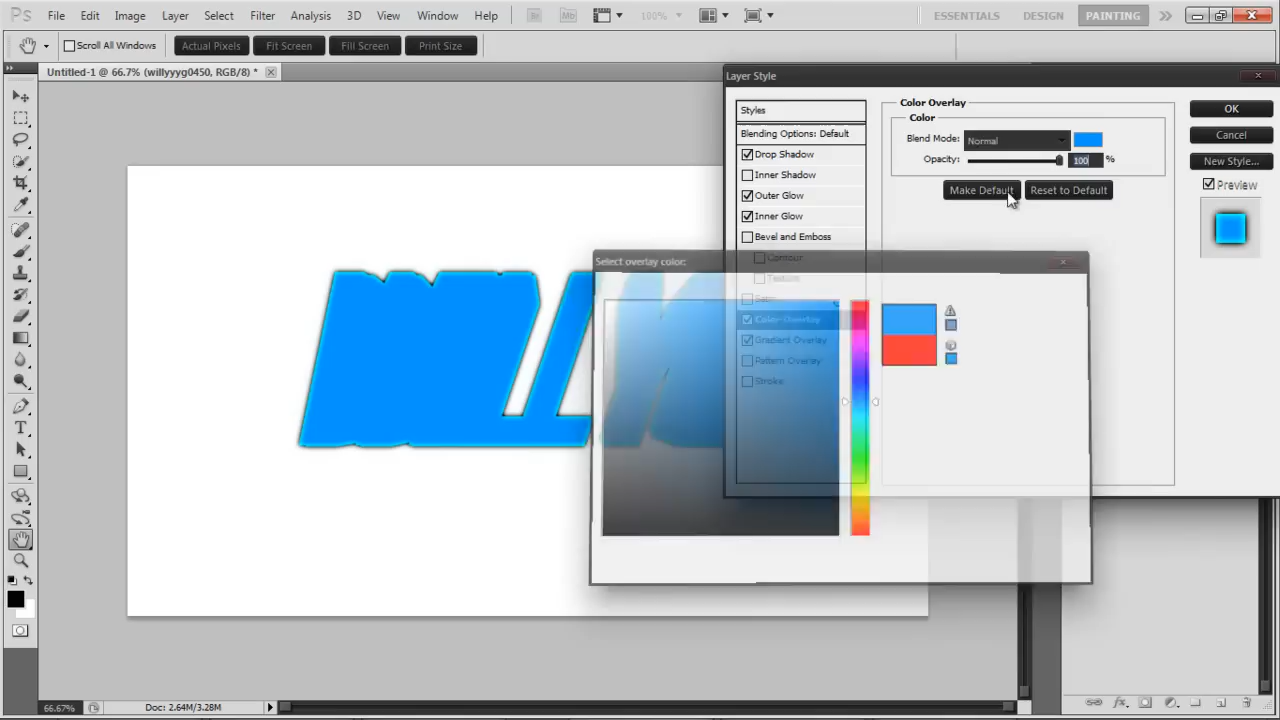 Ps File Edit Image Layer Select Filter Analysis 3D View Window Help Br Mb 100% ESSENTIALS DESIGN PAINTING
Scroll All Windows Actual Pixels Fit Screen Fill Screen Print Size
Untitled-1 @ 66.7% (willyyyg0450, RGB/8) *
Layer Style
Styles
Blending Options: Default
Drop Shadow
Inner Shadow
Outer Glow
Inner Glow
Bevel and Emboss
Contour
Texture
Satin
Color Overlay
Gradient Overlay
Pattern Overlay
Stroke
Color Overlay
Color
Blend Mode: Normal
Opacity: 100 %
Make Default Reset to Default
OK
Cancel
New Style...
Preview
Select overlay color:
T
66.67% Doc: 2.64M/3.28M
fx